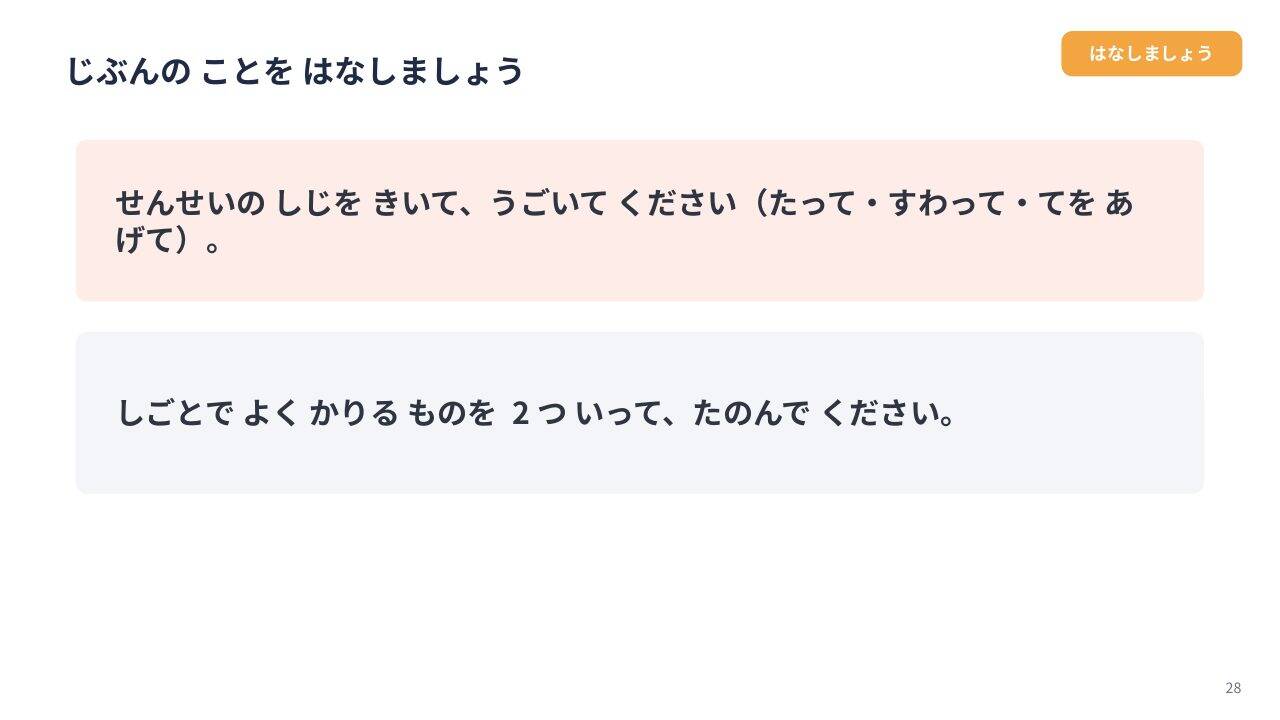 じぶんの ことを はなしましょう
はなしましょう
せんせいの しじを きいて、うごいて ください（たって・すわって・てを あ
げて）。
しごとで よく かりる ものを 2 つ いって、たのんで ください。
28